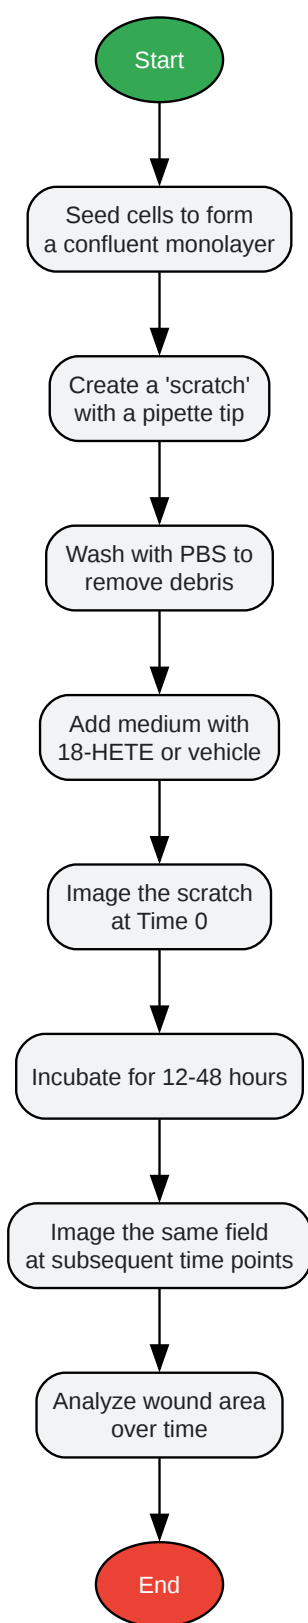 Start
Seed cells to form
a confluent monolayer
Create a 'scratch'
with a pipette tip
Wash with PBS to
remove debris
Add medium with
18-HETE or vehicle
Image the scratch
at Time 0
Incubate for 12-48 hours
Image the same field
at subsequent time points
Analyze wound area
over time
End